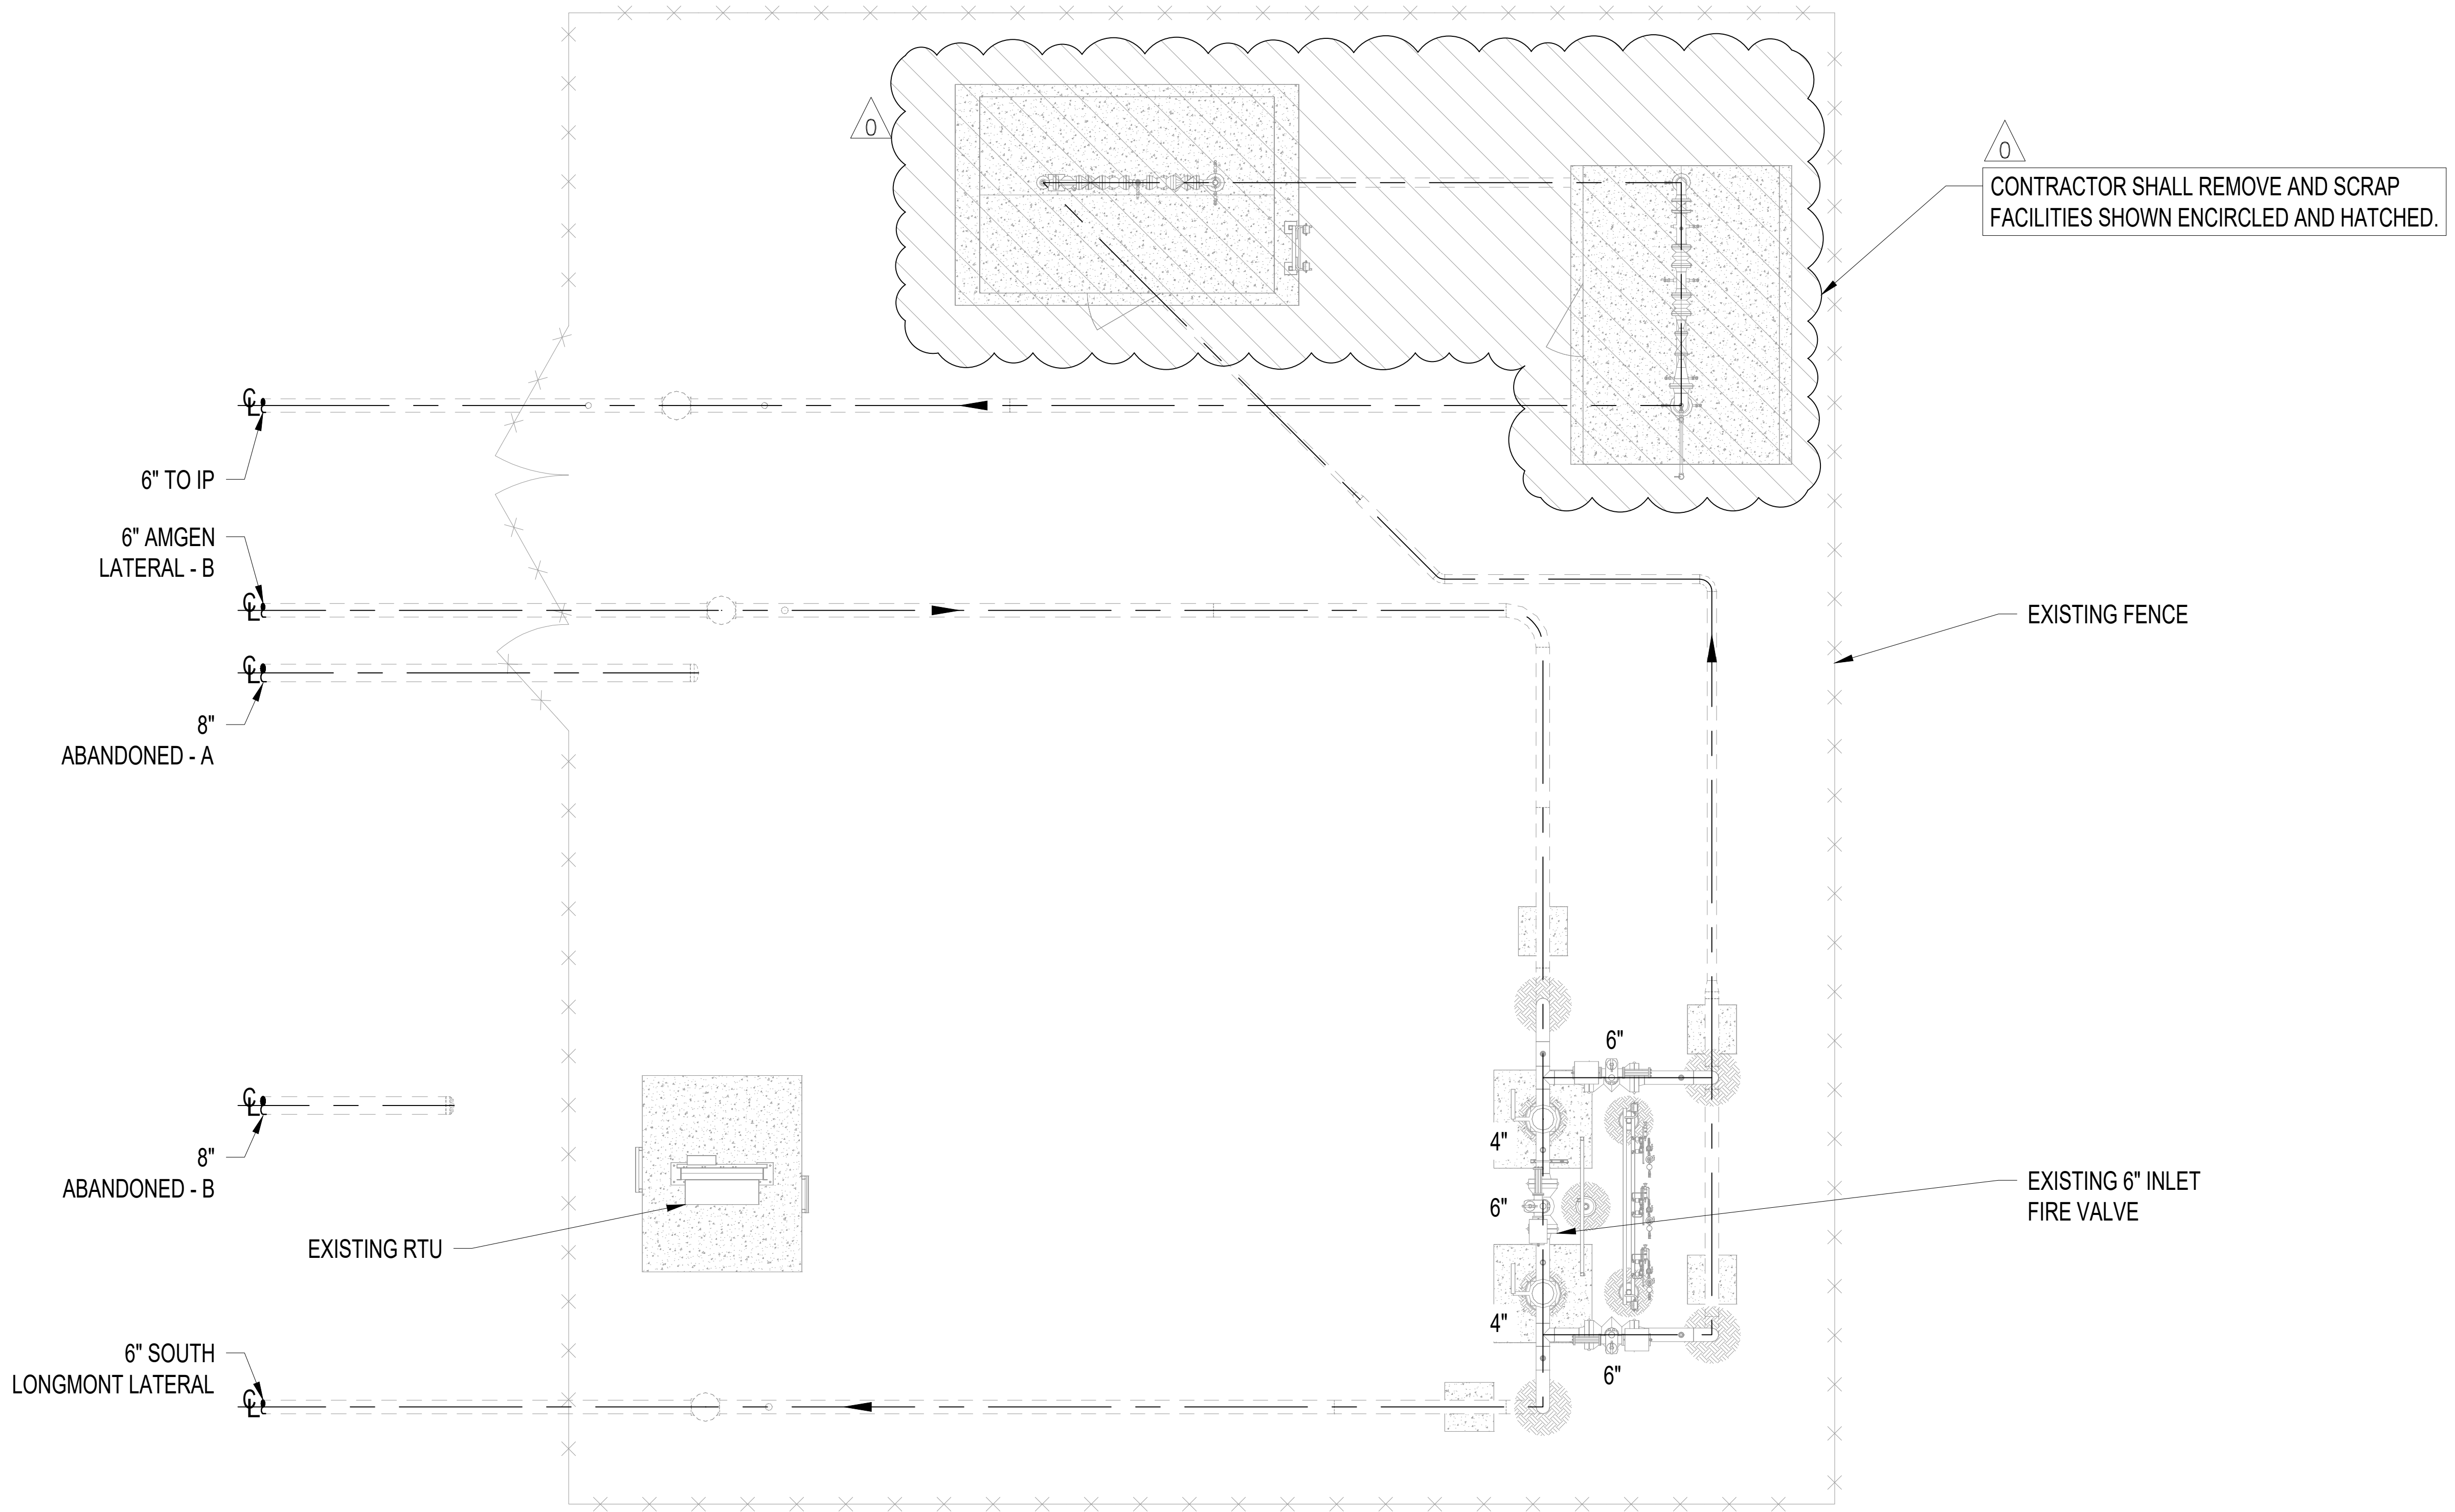 0
0
CONTRACTOR SHALL REMOVE AND SCRAP
FACILITIES SHOWN ENCIRCLED AND HATCHED.
℄
6" TO IP
6" AMGEN
LATERAL - B
℄
℄
8"
ABANDONED - A
EXISTING FENCE
6"
℄
8"
ABANDONED - B
4"
6"
EXISTING 6" INLET
FIRE VALVE
EXISTING RTU
4"
6" SOUTH
LONGMONT LATERAL
℄
6"